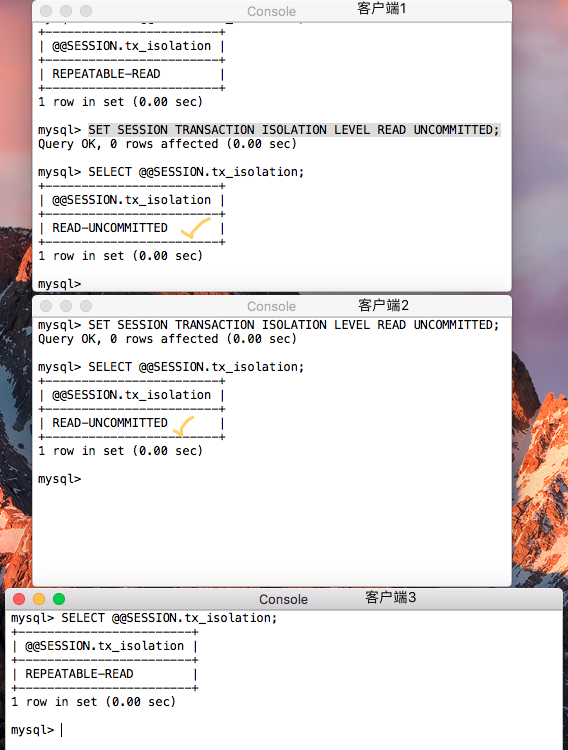 Console 客户端1
+------------------------+
| @@SESSION.tx_isolation |
+------------------------+
| REPEATABLE-READ        |
+------------------------+
1 row in set (0.00 sec)
mysql> SET SESSION TRANSACTION ISOLATION LEVEL READ UNCOMMITTED;
Query OK, 0 rows affected (0.00 sec)
mysql> SELECT @@SESSION.tx_isolation;
+------------------------+
| @@SESSION.tx_isolation |
+------------------------+
| READ-UNCOMMITTED       |
+------------------------+
1 row in set (0.00 sec)
mysql>
Console 客户端2
mysql> SET SESSION TRANSACTION ISOLATION LEVEL READ UNCOMMITTED;
Query OK, 0 rows affected (0.00 sec)
mysql> SELECT @@SESSION.tx_isolation;
+------------------------+
| @@SESSION.tx_isolation |
+------------------------+
| READ-UNCOMMITTED       |
+------------------------+
1 row in set (0.00 sec)
mysql>
Console 客户端3
mysql> SELECT @@SESSION.tx_isolation;
+------------------------+
| @@SESSION.tx_isolation |
+------------------------+
| REPEATABLE-READ        |
+------------------------+
1 row in set (0.00 sec)
mysql>